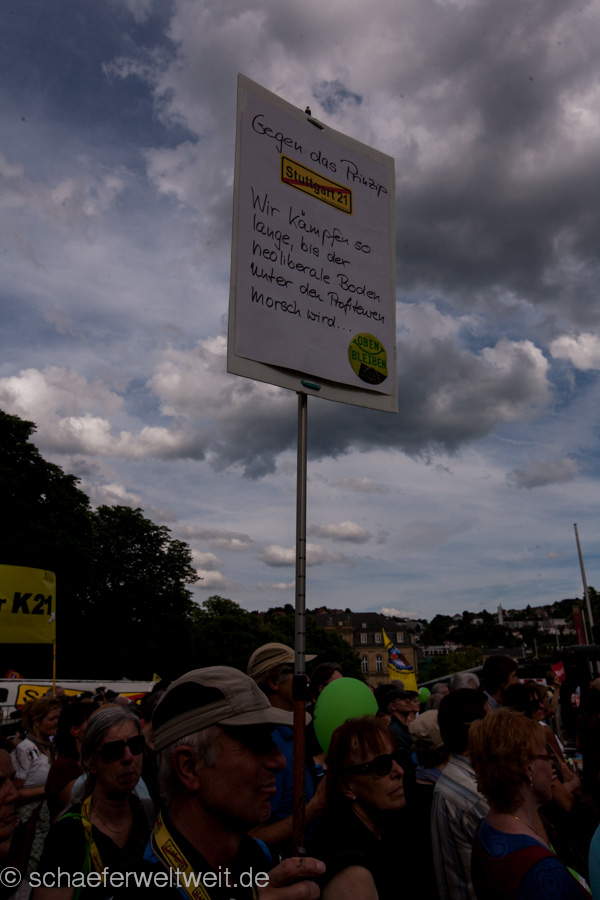 Gegen das Prinzip
Stuttgart 21
Wir kämpfen so
lange, bis der
neoliberale Boden
unter den Profiteuren
morsch wird...
OBEN
BLEIBEN
r K21
© schaeferweltweit.de